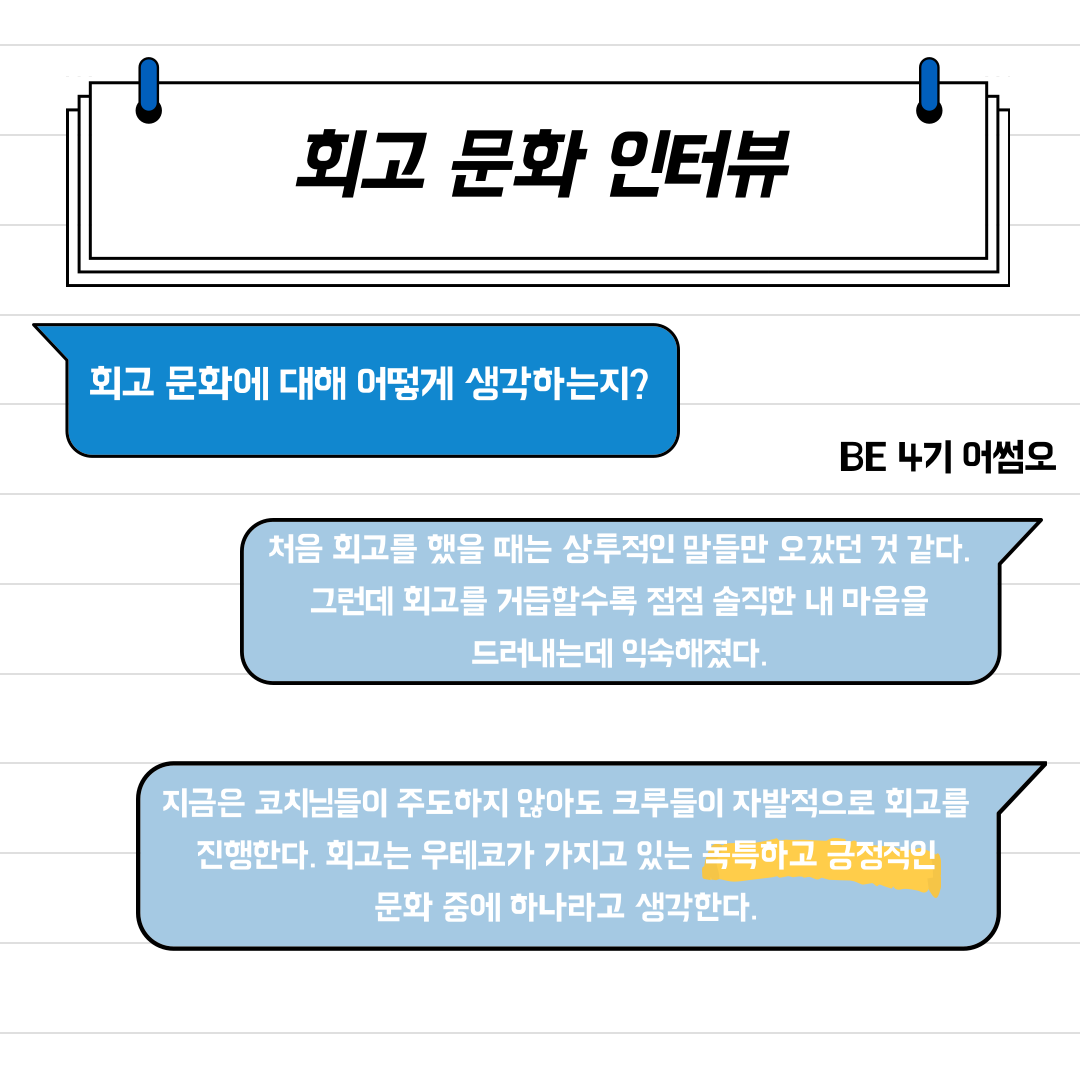 회고 문화 인터뷰
회고 문화에 대해 어떻게 생각하는지?
BE 4기 어썸오
처음 회고를 했을 때는 상투적인 말들만 오갔던 것 같다.
그런데 회고를 거듭할수록 점점 솔직한 내 마음을
드러내는데 익숙해졌다.
지금은 코치님들이 주도하지 않아도 크루들이 자발적으로 회고를
진행한다. 회고는 우테코가 가지고 있는 독특하고 긍정적인
문화 중에 하나라고 생각한다.